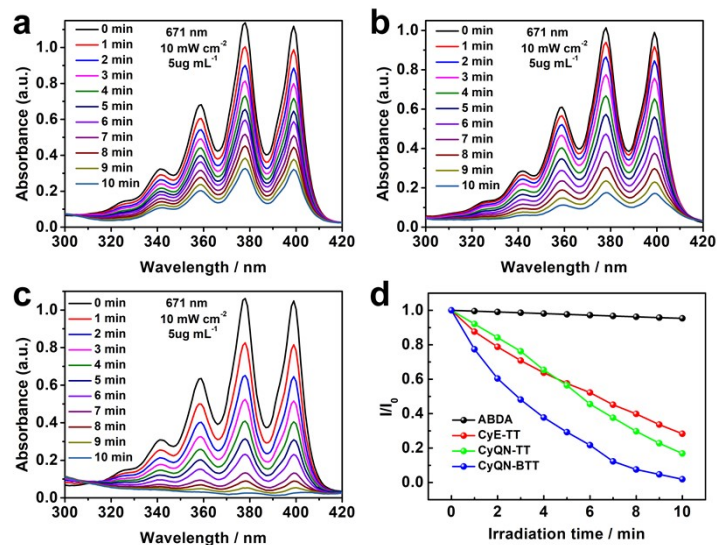 a
671 nm
10 mW cm-2
5ug mL-1
0 min
1 min
2 min
3 min
4 min
5 min
6 min
7 min
8 min
9 min
10 min
Absorbance (a.u.)
1.2
1.0
0.8
0.6
0.4
0.2
0.0
300 320 340 360 380 400 420
Wavelength / nm
b
671 nm
10 mW cm-2
5ug mL-1
0 min
1 min
2 min
3 min
4 min
5 min
6 min
7 min
8 min
9 min
10 min
Absorbance (a.u.)
1.0
0.8
0.6
0.4
0.2
0.0
300 320 340 360 380 400 420
Wavelength / nm
c
671 nm
10 mW cm-2
5ug mL-1
0 min
1 min
2 min
3 min
4 min
5 min
6 min
7 min
8 min
9 min
10 min
Absorbance (a.u.)
1.0
0.8
0.6
0.4
0.2
0.0
300 320 340 360 380 400 420
Wavelength / nm
d
I/I0
1.0
0.8
0.6
0.4
0.2
0.0
ABDA
CyE-TT
CyQN-TT
CyQN-BTT
0 2 4 6 8 10
Irradiation time / min